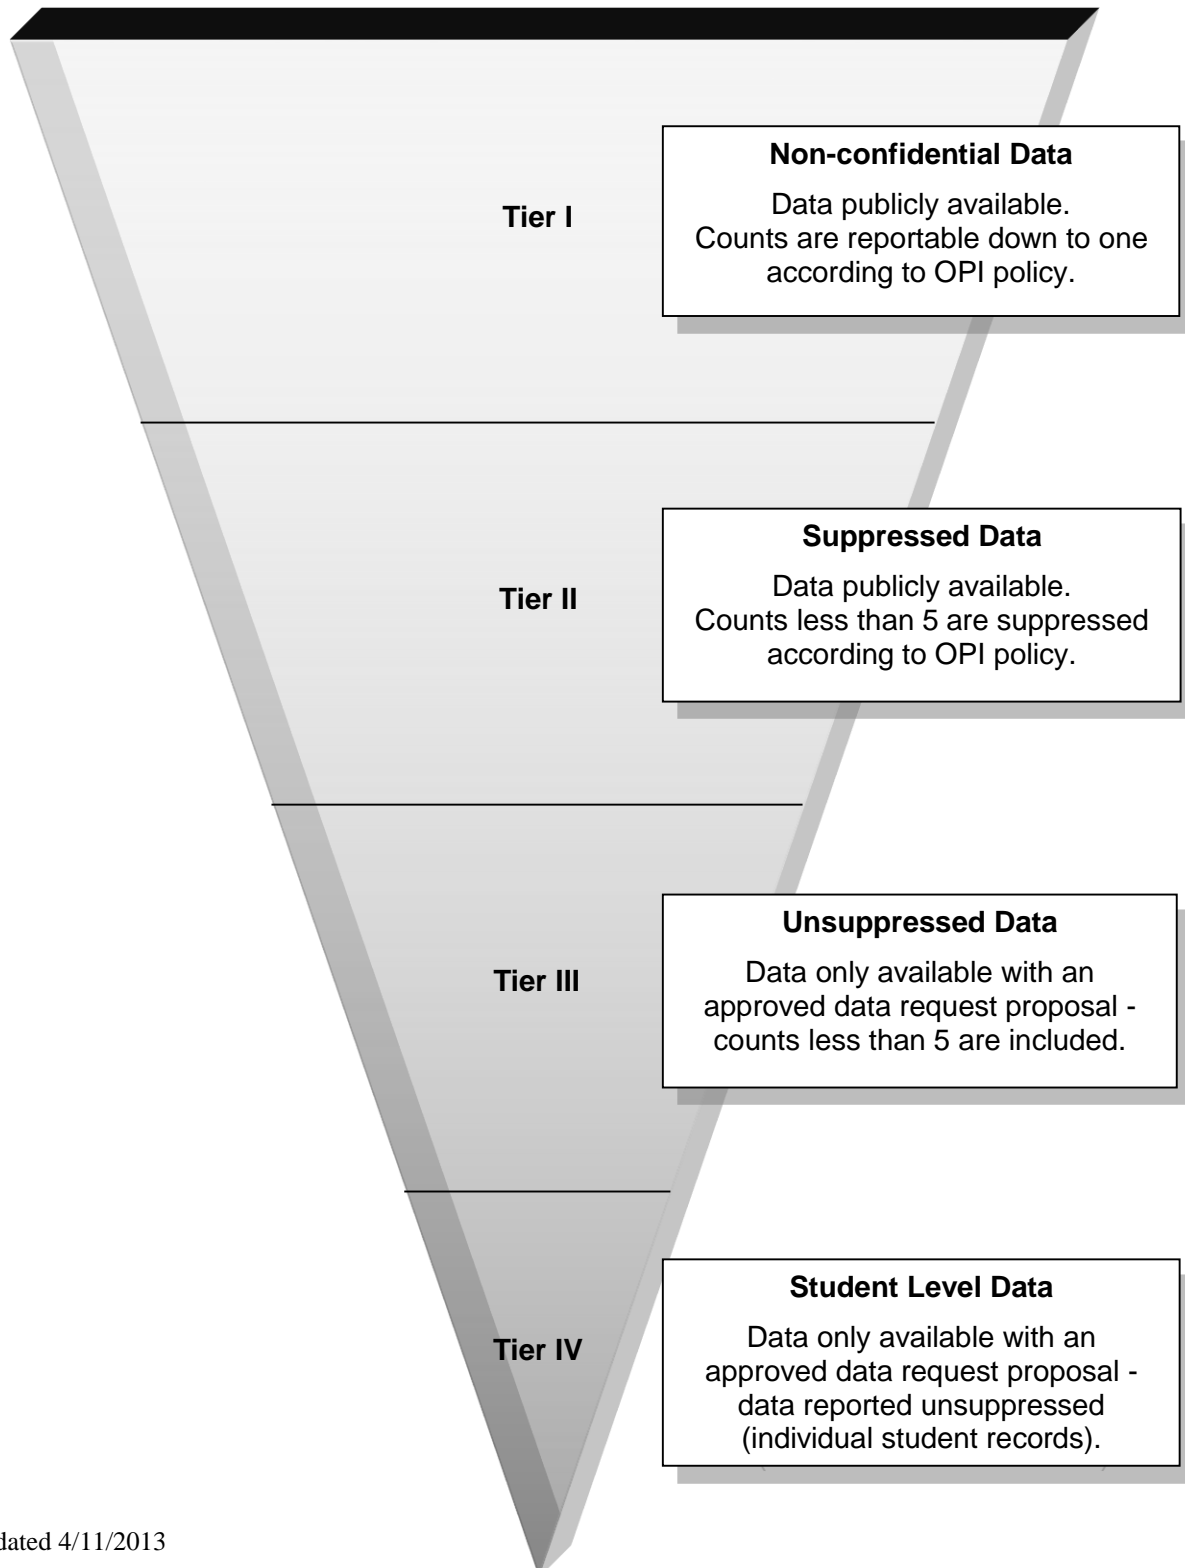 Tier I
Non-confidential Data
Data publicly available.
Counts are reportable down to one
according to OPI policy.
Tier II
Suppressed Data
Data publicly available.
Counts less than 5 are suppressed
according to OPI policy.
Tier III
Unsuppressed Data
Data only available with an
approved data request proposal -
counts less than 5 are included.
Tier IV
Student Level Data
Data only available with an
approved data request proposal -
data reported unsuppressed
(individual student records).
dated 4/11/2013